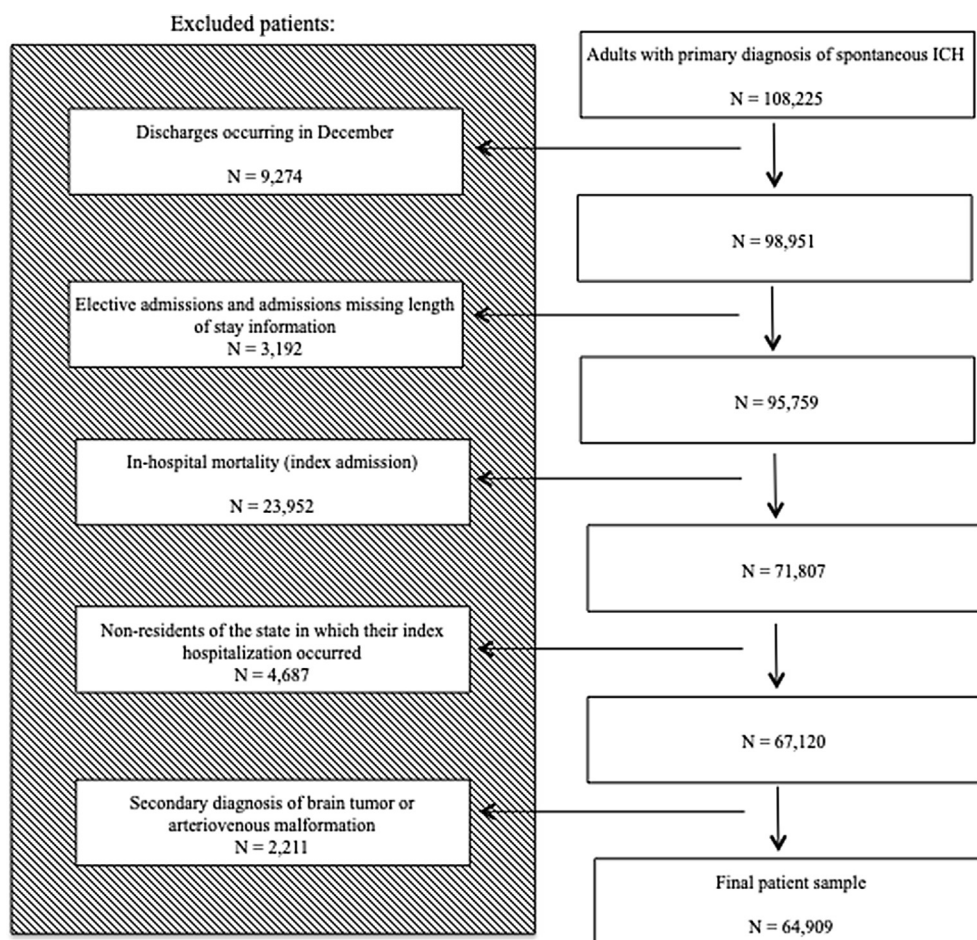 Excluded patients:
Adults with primary diagnosis of spontaneous ICH
N = 108,225
Discharges occurring in December
N = 9,274
N = 98,951
Elective admissions and admissions missing length
of stay information
N = 3,192
N = 95,759
In-hospital mortality (index admission)
N = 23,952
N = 71,807
Non-residents of the state in which their index
hospitalization occurred
N = 4,687
N = 67,120
Secondary diagnosis of brain tumor or
arteriovenous malformation
N = 2,211
Final patient sample
N = 64,909